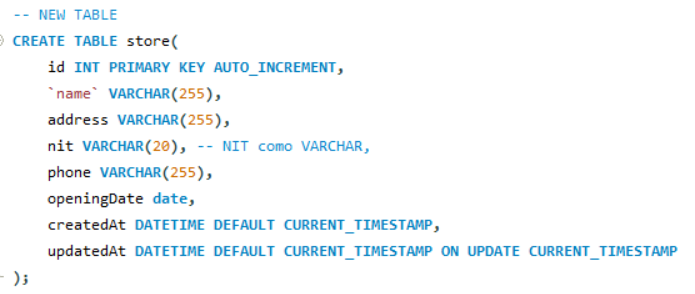 -- NEW TABLE
CREATE TABLE store(
id INT PRIMARY KEY AUTO_INCREMENT,
`name` VARCHAR(255),
address VARCHAR(255),
nit VARCHAR(20), -- NIT como VARCHAR,
phone VARCHAR(255),
openingDate date,
createdAt DATETIME DEFAULT CURRENT_TIMESTAMP,
updatedAt DATETIME DEFAULT CURRENT_TIMESTAMP ON UPDATE CURRENT_TIMESTAMP
);